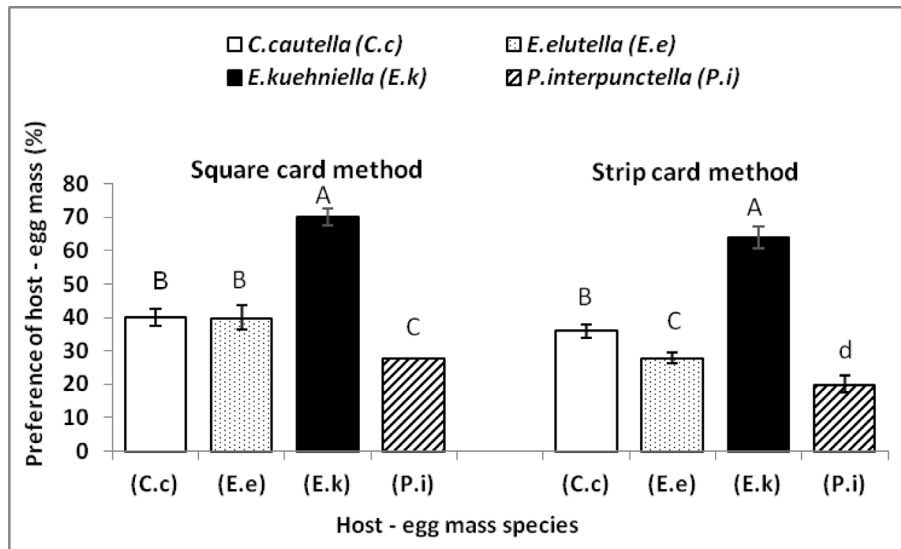 C.cautella (C.c) E.elutella (E.e)
E.kuehniella (E.k) P.interpunctella (P.i)
Preference of host - egg mass (%)
Square card method Strip card method
80
70
60
50
40
30
20
10
0
B B A C B C A d
(C.c) (E.e) (E.k) (P.i) (C.c) (E.e) (E.k) (P.i)
Host - egg mass species